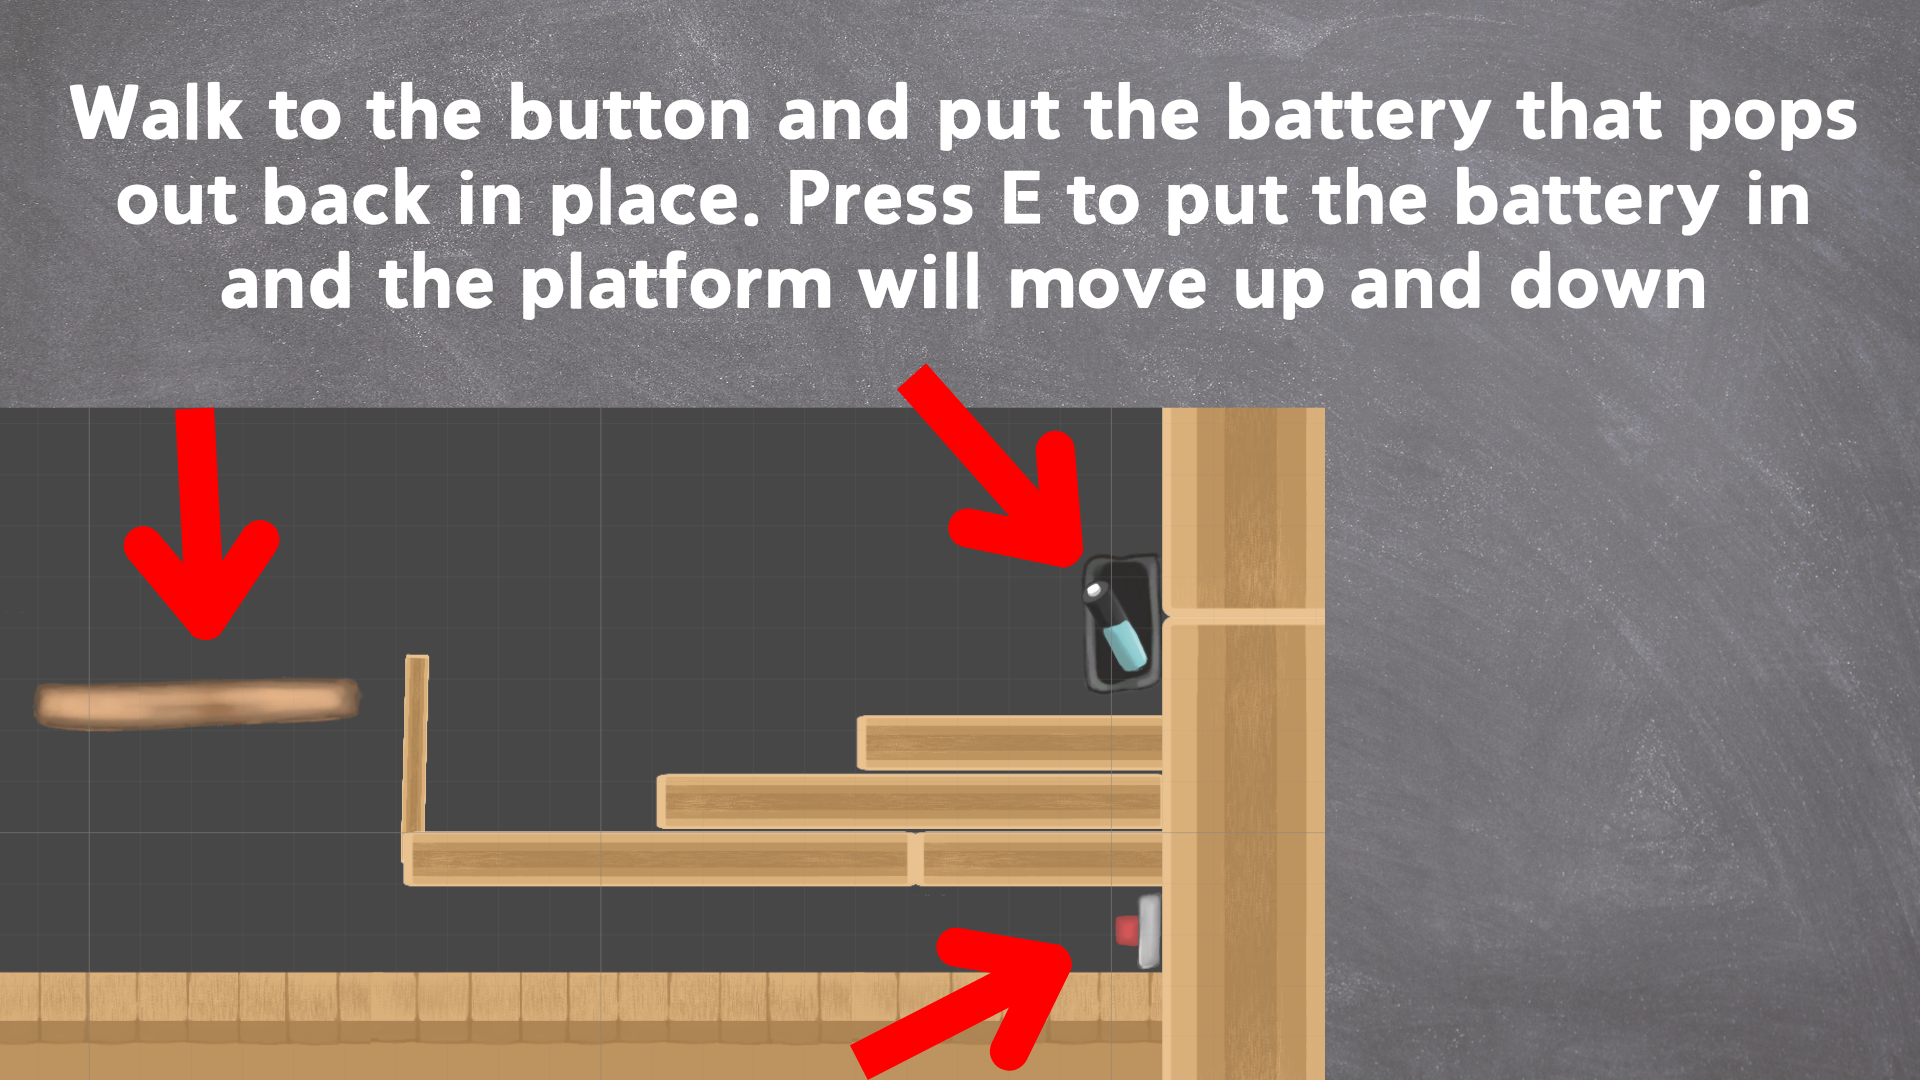 Walk to the button and put the battery that pops
out back in place. Press E to put the battery in
and the platform will move up and down